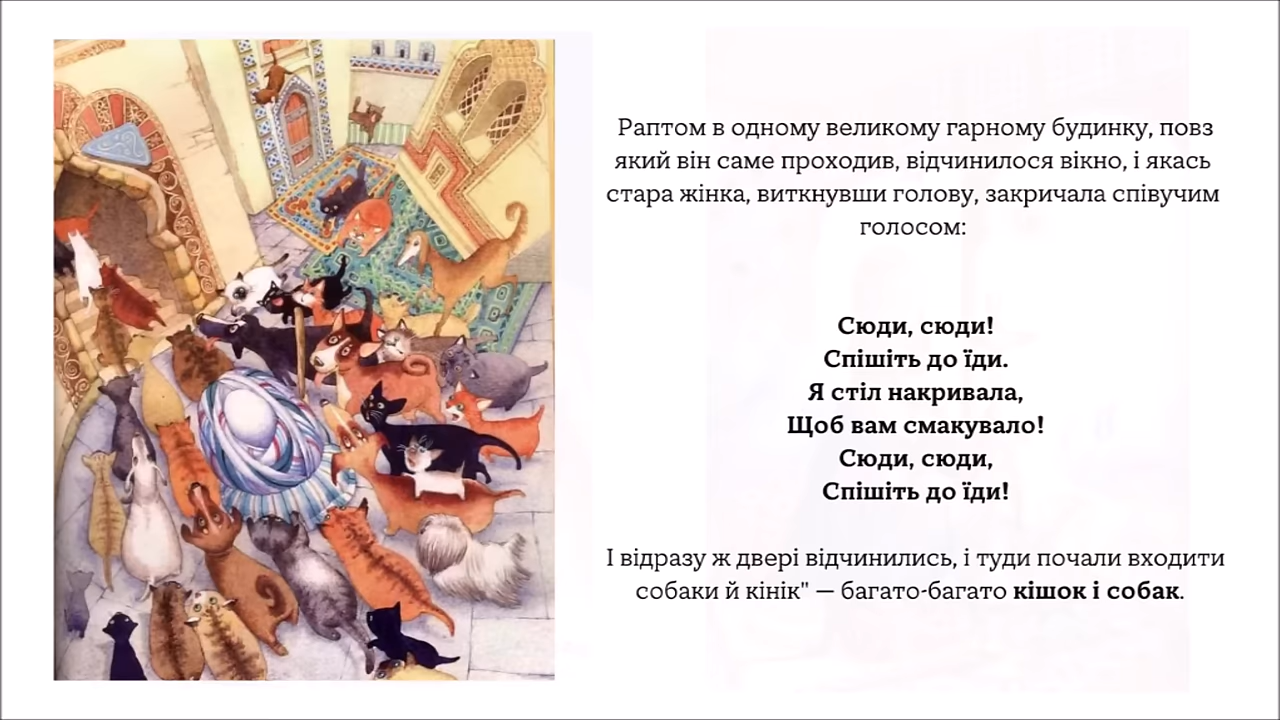 Раптом в одному великому гарному будинку, повз
який він саме проходив, відчинилося вікно, і якась
стара жінка, виткнувши голову, закричала співучим
голосом:
Сюди, сюди!
Спішіть до їди.
Я стіл накривала,
Щоб вам смакувало!
Сюди, сюди,
Спішіть до їди!
І відразу ж двері відчинились, і туди почали входити
собаки й кінік" — багато-багато кішок і собак.